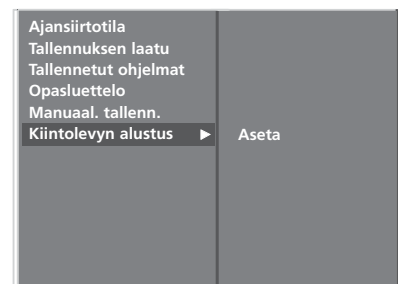 Ajansiirtotila
Tallennuksen laatu
Tallennetut ohjelmat
Opasluettelo
Manuaal. tallenn.
Kiintolevyn alustus ▶ Aseta